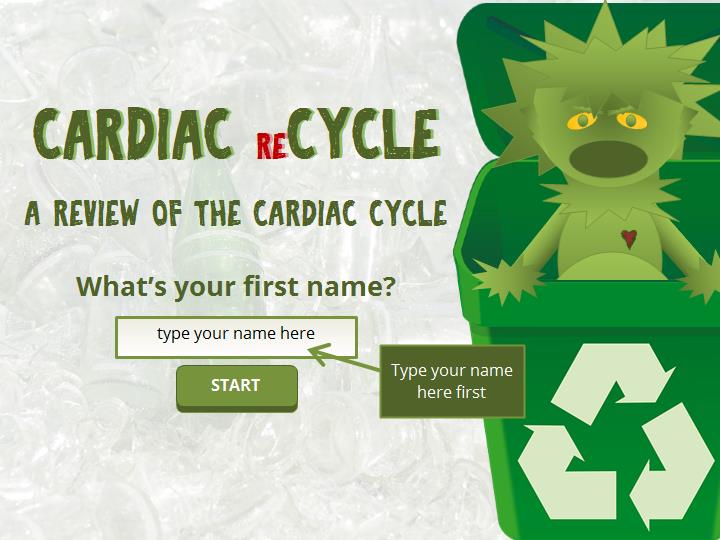 CARDIAC RECYCLE
A REVIEW OF THE CARDIAC CYCLE
What's your first name?
type your name here
Type your name
here first
START